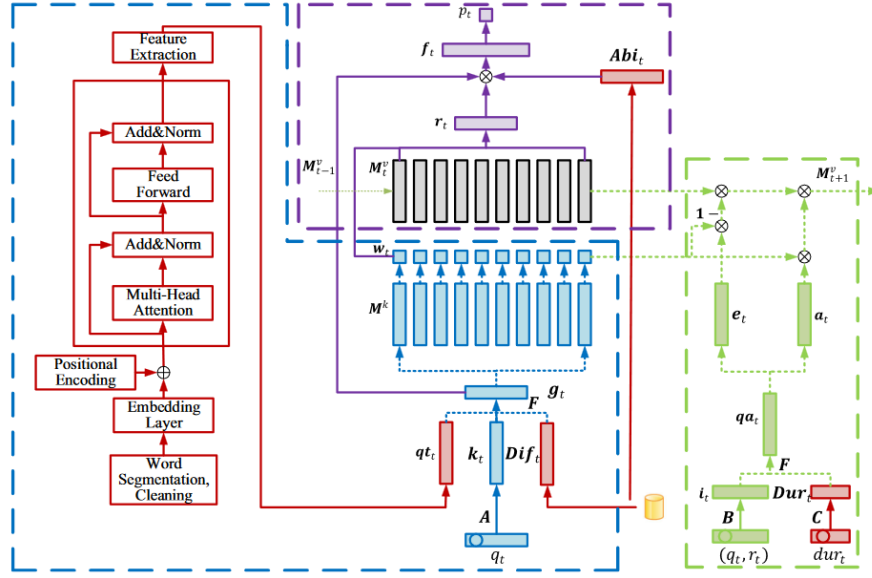 Feature
Extraction
Add&Norm
Feed
Forward
Add&Norm
Multi-Head
Attention
Positional
Encoding
Embedding
Layer
Word
Segmentation,
Cleaning
p_t
f_t
Abi_t
r_t
M^v_{t-1}
M^v_t
w_t
M^k
g_t
F
qt_t
k_t
Dif_t
A
q_t
M^v_{t+1}
1 −
e_t
a_t
qa_t
F
i_t
Dur_t
B
C
(q_t, r_t)
dur_t